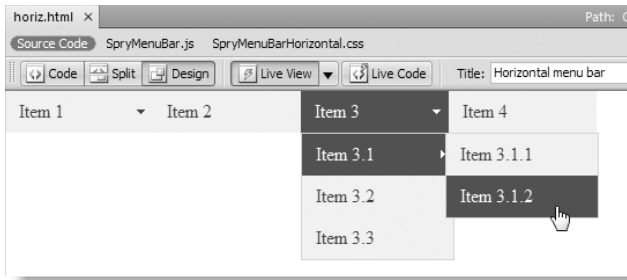 horiz.html × Path:
Source Code SpryMenuBar.js SpryMenuBarHorizontal.css
Code Split Design Live View Live Code Title: Horizontal menu bar
Item 1 Item 2 Item 3 Item 4
Item 3.1 Item 3.1.1
Item 3.2 Item 3.1.2
Item 3.3